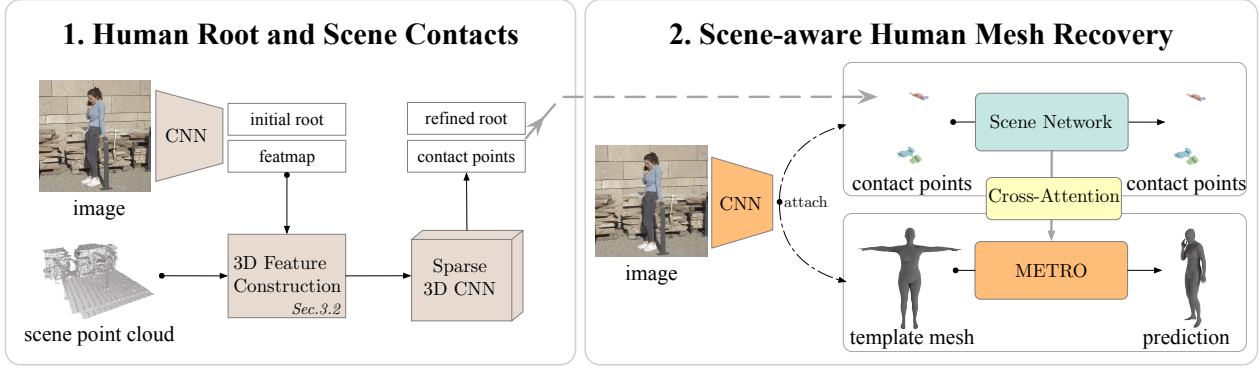 1. Human Root and Scene Contacts
CNN
initial root
featmap
refined root
contact points
image
3D Feature
Construction
Sec.3.2
Sparse
3D CNN
scene point cloud
2. Scene-aware Human Mesh Recovery
CNN
attach
image
Scene Network
contact points
contact points
Cross-Attention
METRO
template mesh
prediction